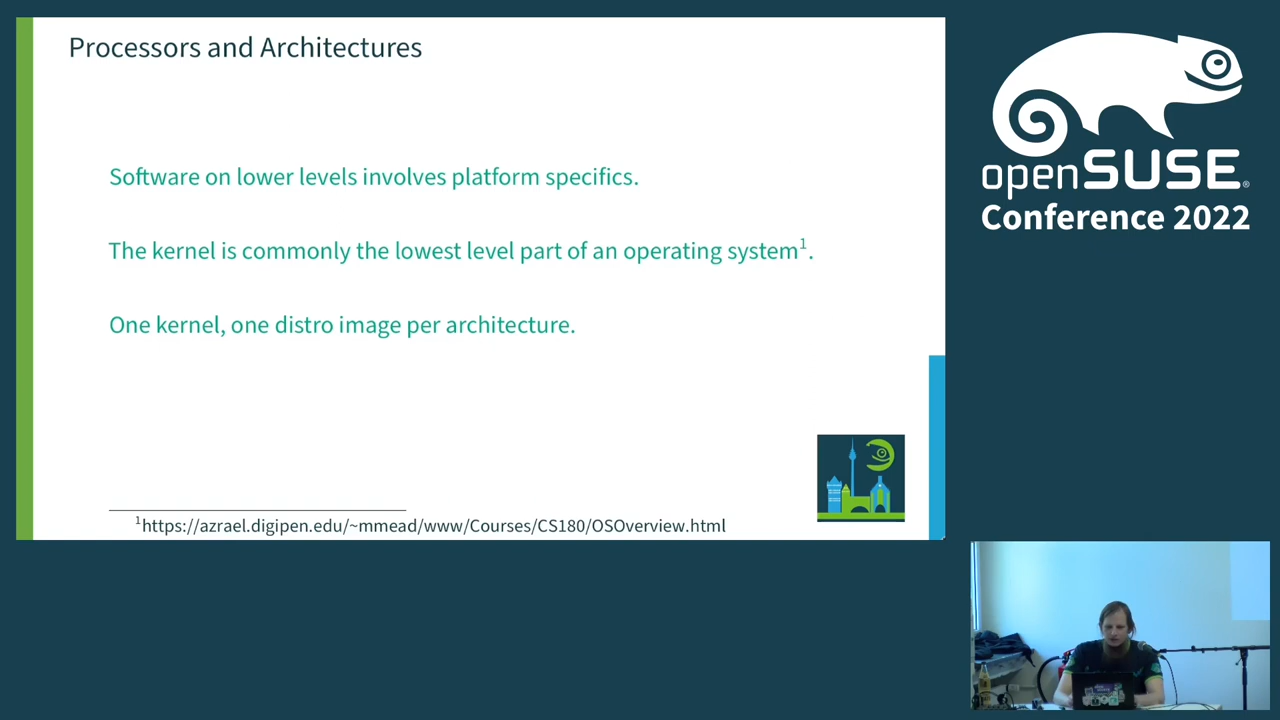 Processors and Architectures
Software on lower levels involves platform specifics.
The kernel is commonly the lowest level part of an operating system1.
One kernel, one distro image per architecture.
1https://azrael.digipen.edu/~mmead/www/Courses/CS180/OSOverview.html
openSUSE®
Conference 2022